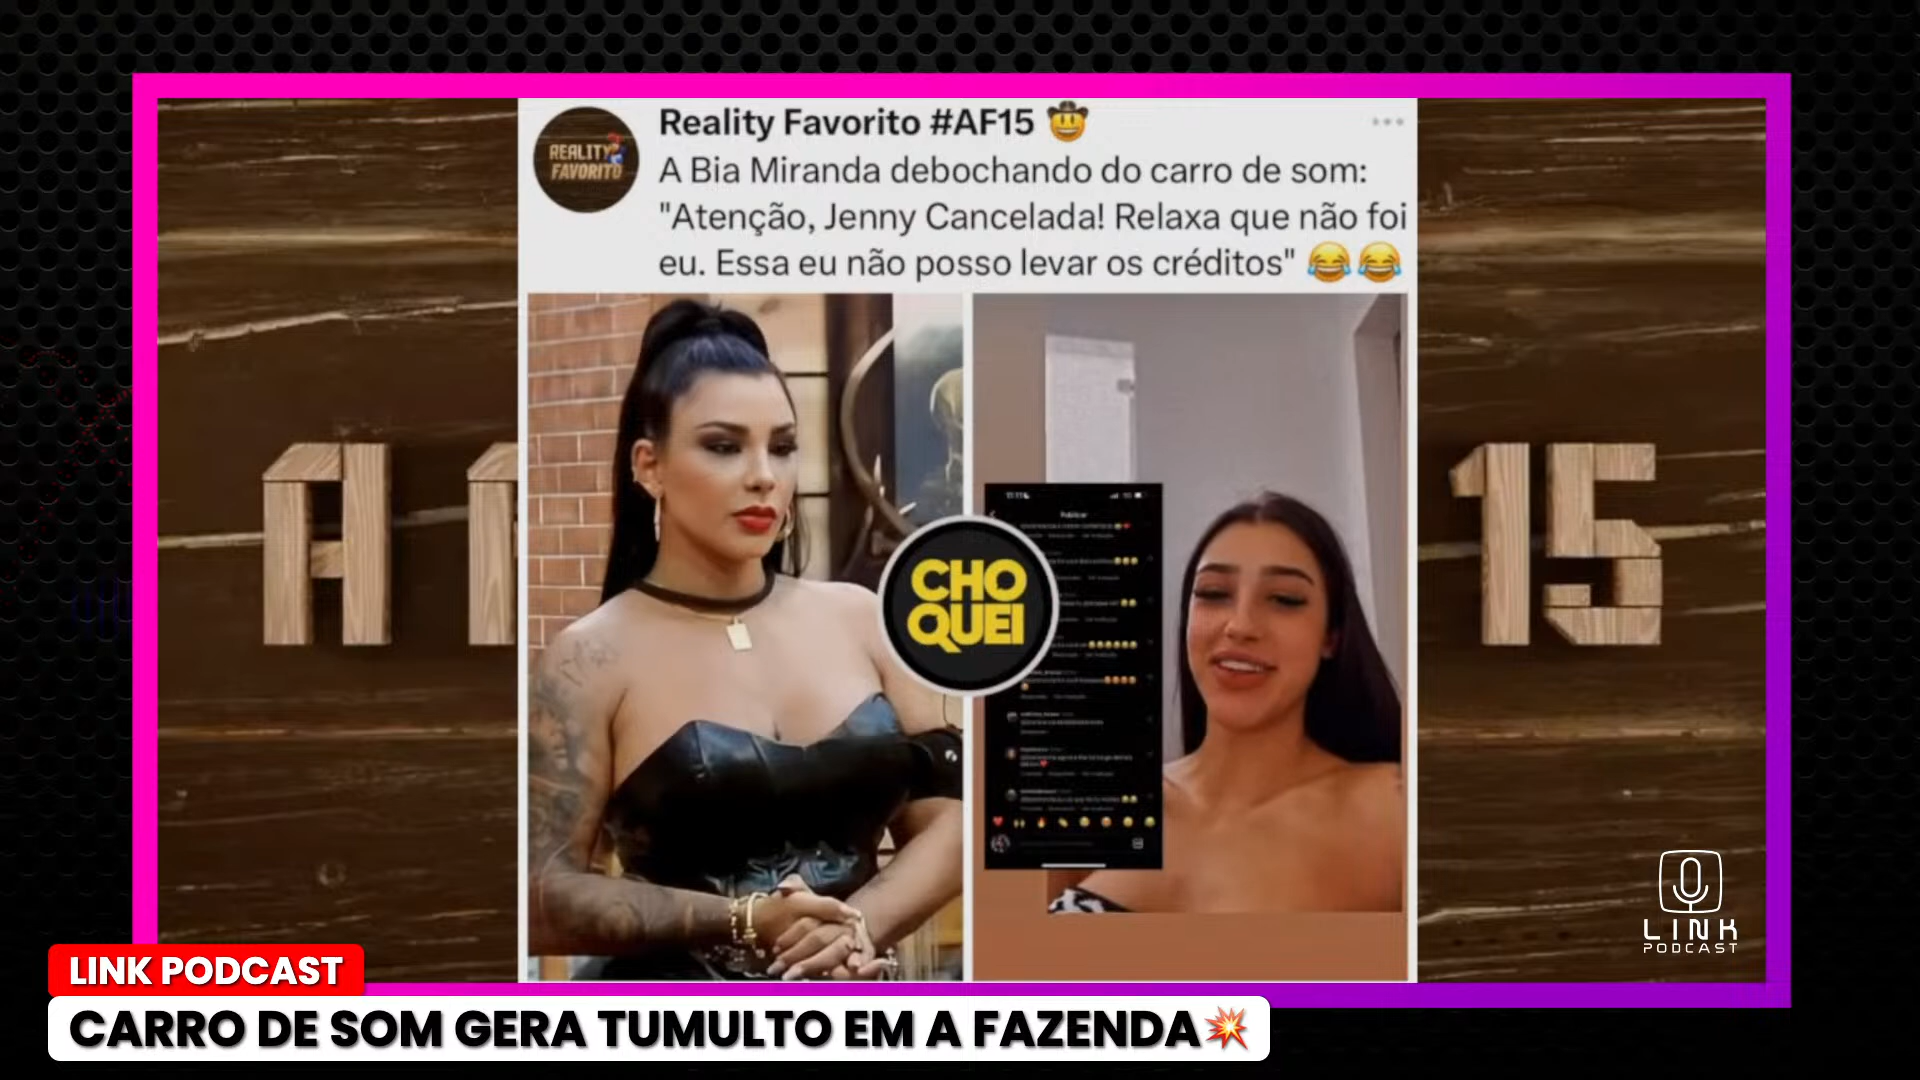 Reality Favorito #AF15 🤠
A Bia Miranda debochando do carro de som:
"Atenção, Jenny Cancelada! Relaxa que não foi
eu. Essa eu não posso levar os créditos" 😂😂
REALITY
FAVORITO
A
15
CHO
QUEI
Publicar
LINK
PODCAST
LINK PODCAST
CARRO DE SOM GERA TUMULTO EM A FAZENDA💥